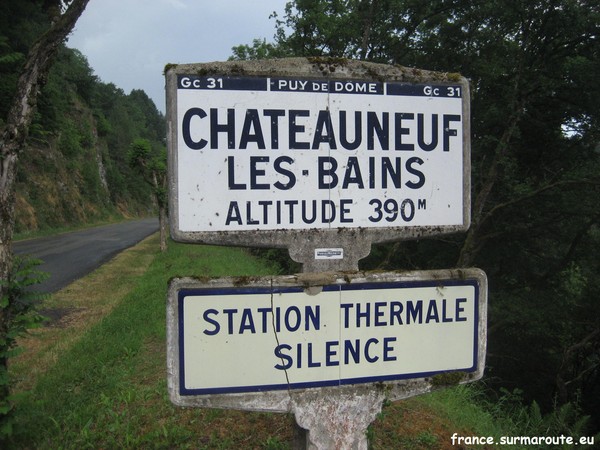 Gc 31 PUY DE DOME Gc 31
CHATEAUNEUF
LES-BAINS
ALTITUDE 390M
STATION THERMALE
SILENCE
france.surmaroute.eu